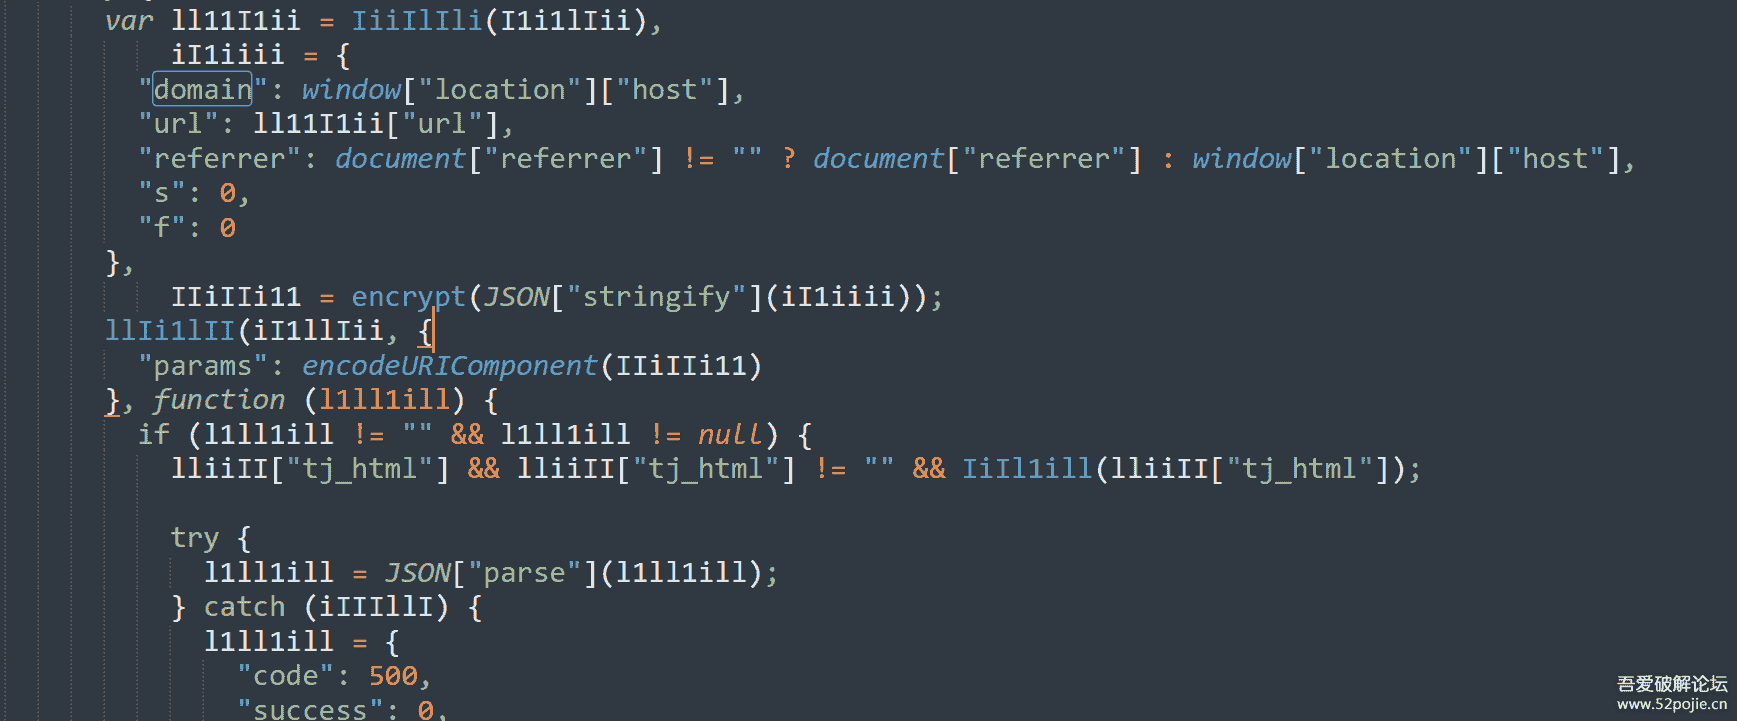 var ll11I1ii = IiiIlIli(I1i1lIii),
iI1iiii = {
"domain": window["location"]["host"],
"url": ll11I1ii["url"],
"referrer": document["referrer"] != "" ? document["referrer"] : window["location"]["host"],
"s": 0,
"f": 0
},
IIiIIi11 = encrypt(JSON["stringify"](iI1iiii));
llIi1lII(iI1llIii, {
"params": encodeURIComponent(IIiIIi11)
}, function (l1ll1ill) {
if (l1ll1ill != "" && l1ll1ill != null) {
lliiII["tj_html"] && lliiII["tj_html"] != "" && IiIl1ill(lliiII["tj_html"]);
try {
l1ll1ill = JSON["parse"](l1ll1ill);
} catch (iIIIllI) {
l1ll1ill = {
"code": 500,
"success": 0,
吾爱破解论坛
www.52pojie.cn